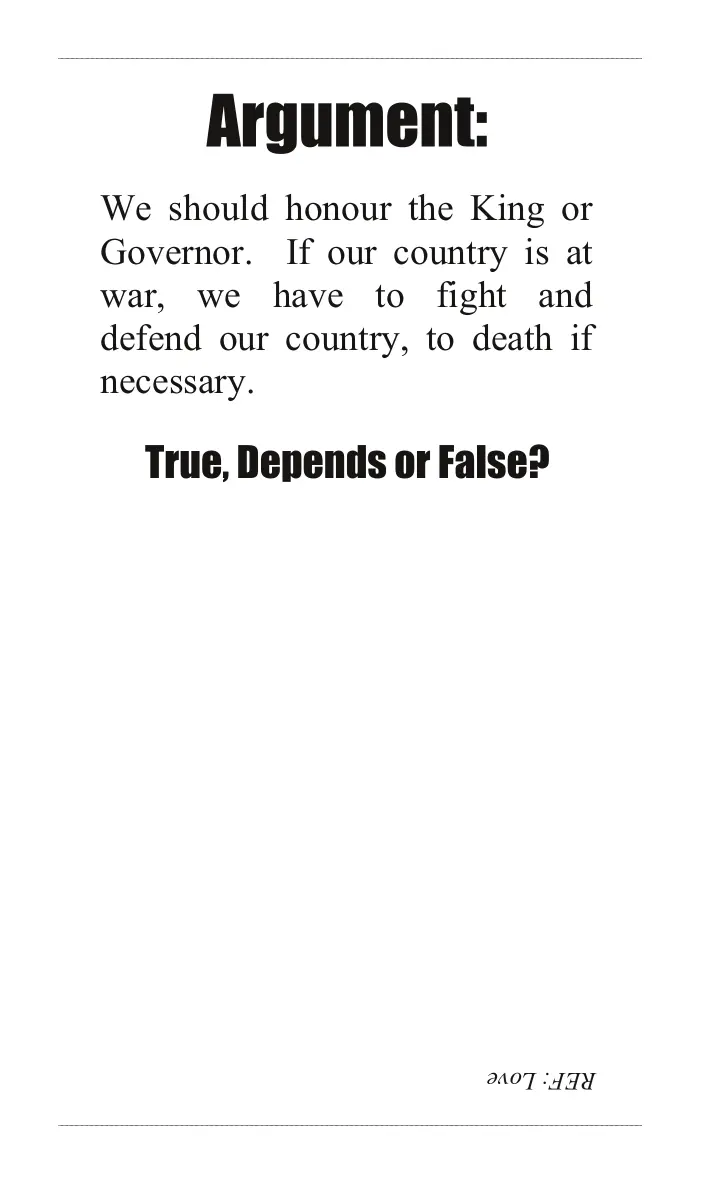 Argument:
We should honour the King or
Governor.  If our country is at
war, we have to fight and
defend our country, to death if
necessary.
True, Depends or False?
REF: Love